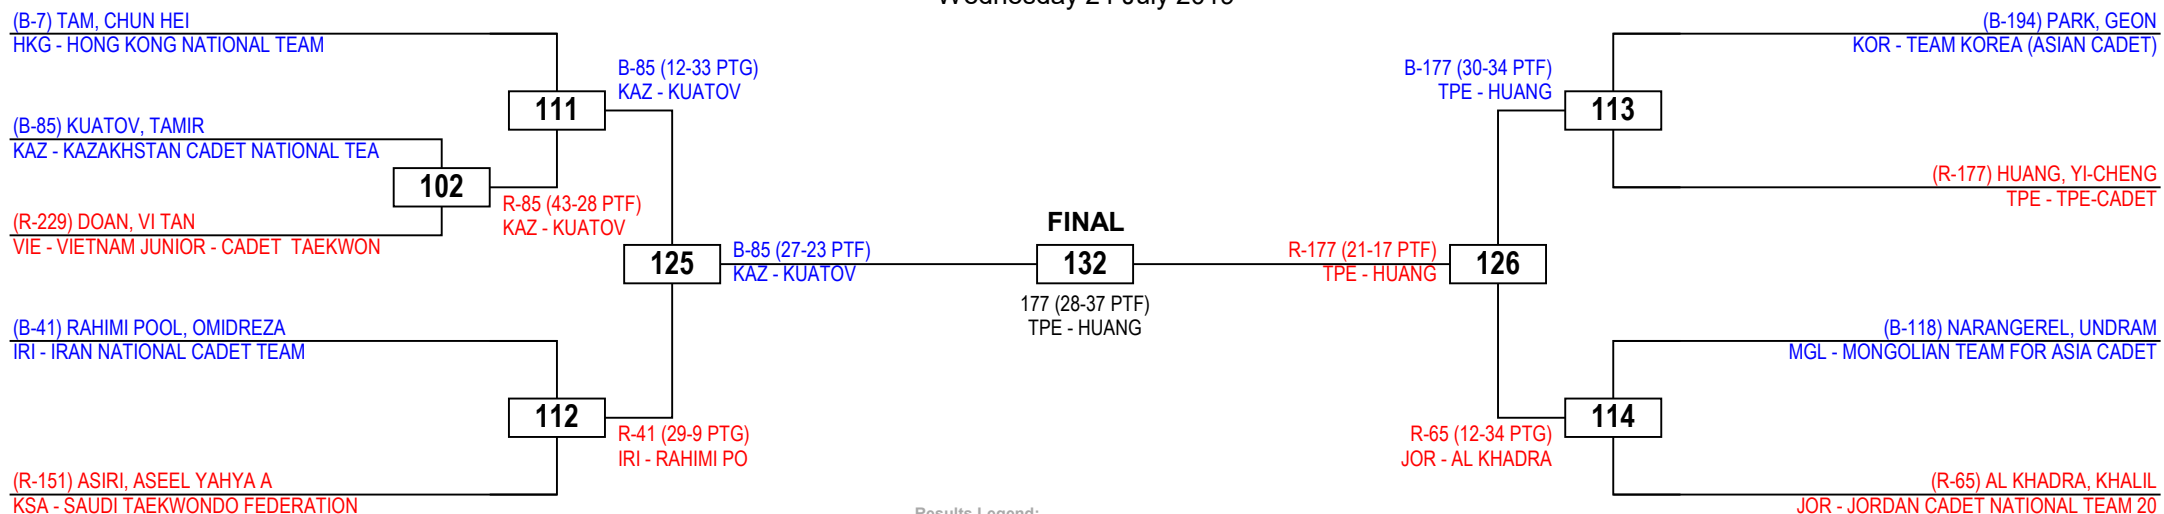 (B-7) TAM, CHUN HEI
HKG - HONG KONG NATIONAL TEAM
(B-85) KUATOV, TAMIR
KAZ - KAZAKHSTAN CADET NATIONAL TEA
(R-229) DOAN, VI TAN
VIE - VIETNAM JUNIOR - CADET  TAEKWON
(B-41) RAHIMI POOL, OMIDREZA
IRI - IRAN NATIONAL CADET TEAM
(R-151) ASIRI, ASEEL YAHYA A
KSA - SAUDI TAEKWONDO FEDERATION
102
R-85 (43-28 PTF)
KAZ - KUATOV
111
B-85 (12-33 PTG)
KAZ - KUATOV
112
R-41 (29-9 PTG)
IRI - RAHIMI PO
125
B-85 (27-23 PTF)
KAZ - KUATOV
FINAL
132
177 (28-37 PTF)
TPE - HUANG
R-177 (21-17 PTF)
TPE - HUANG
126
B-177 (30-34 PTF)
TPE - HUANG
113
R-65 (12-34 PTG)
JOR - AL KHADRA
114
(B-194) PARK, GEON
KOR - TEAM KOREA (ASIAN CADET)
(R-177) HUANG, YI-CHENG
TPE - TPE-CADET
(B-118) NARANGEREL, UNDRAM
MGL - MONGOLIAN TEAM FOR ASIA CADET
(R-65) AL KHADRA, KHALIL
JOR - JORDAN CADET NATIONAL TEAM 20
Results Legend: